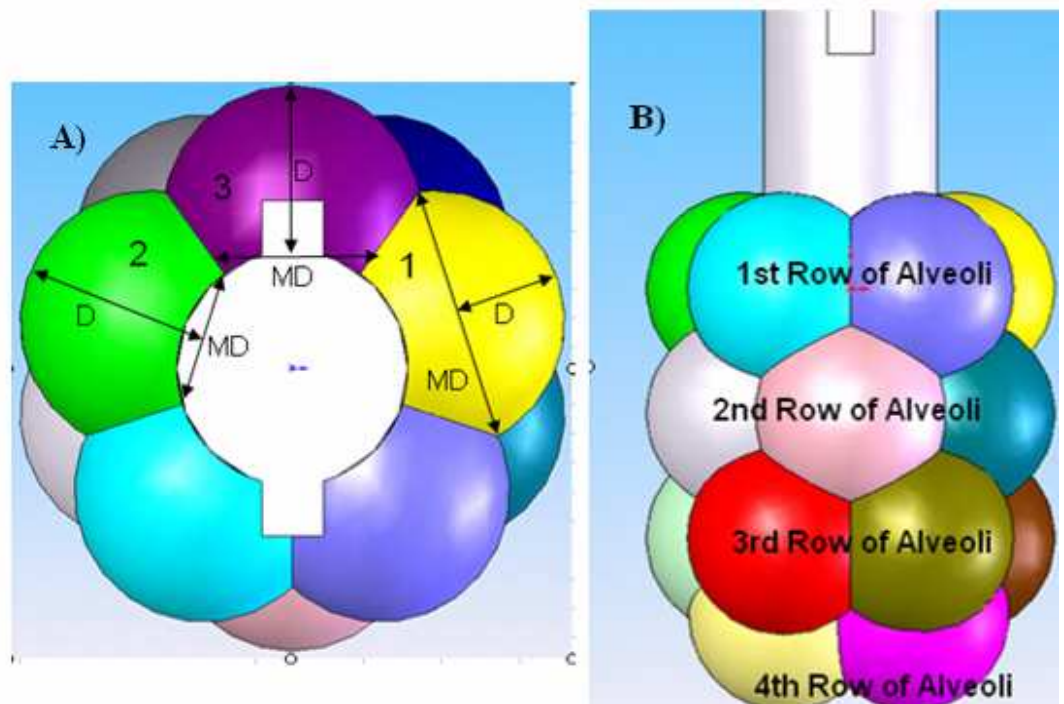 A)
D
3
2
1
MD
D
D
MD
MD
B)
1st Row of Alveoli
2nd Row of Alveoli
3rd Row of Alveoli
4th Row of Alveoli